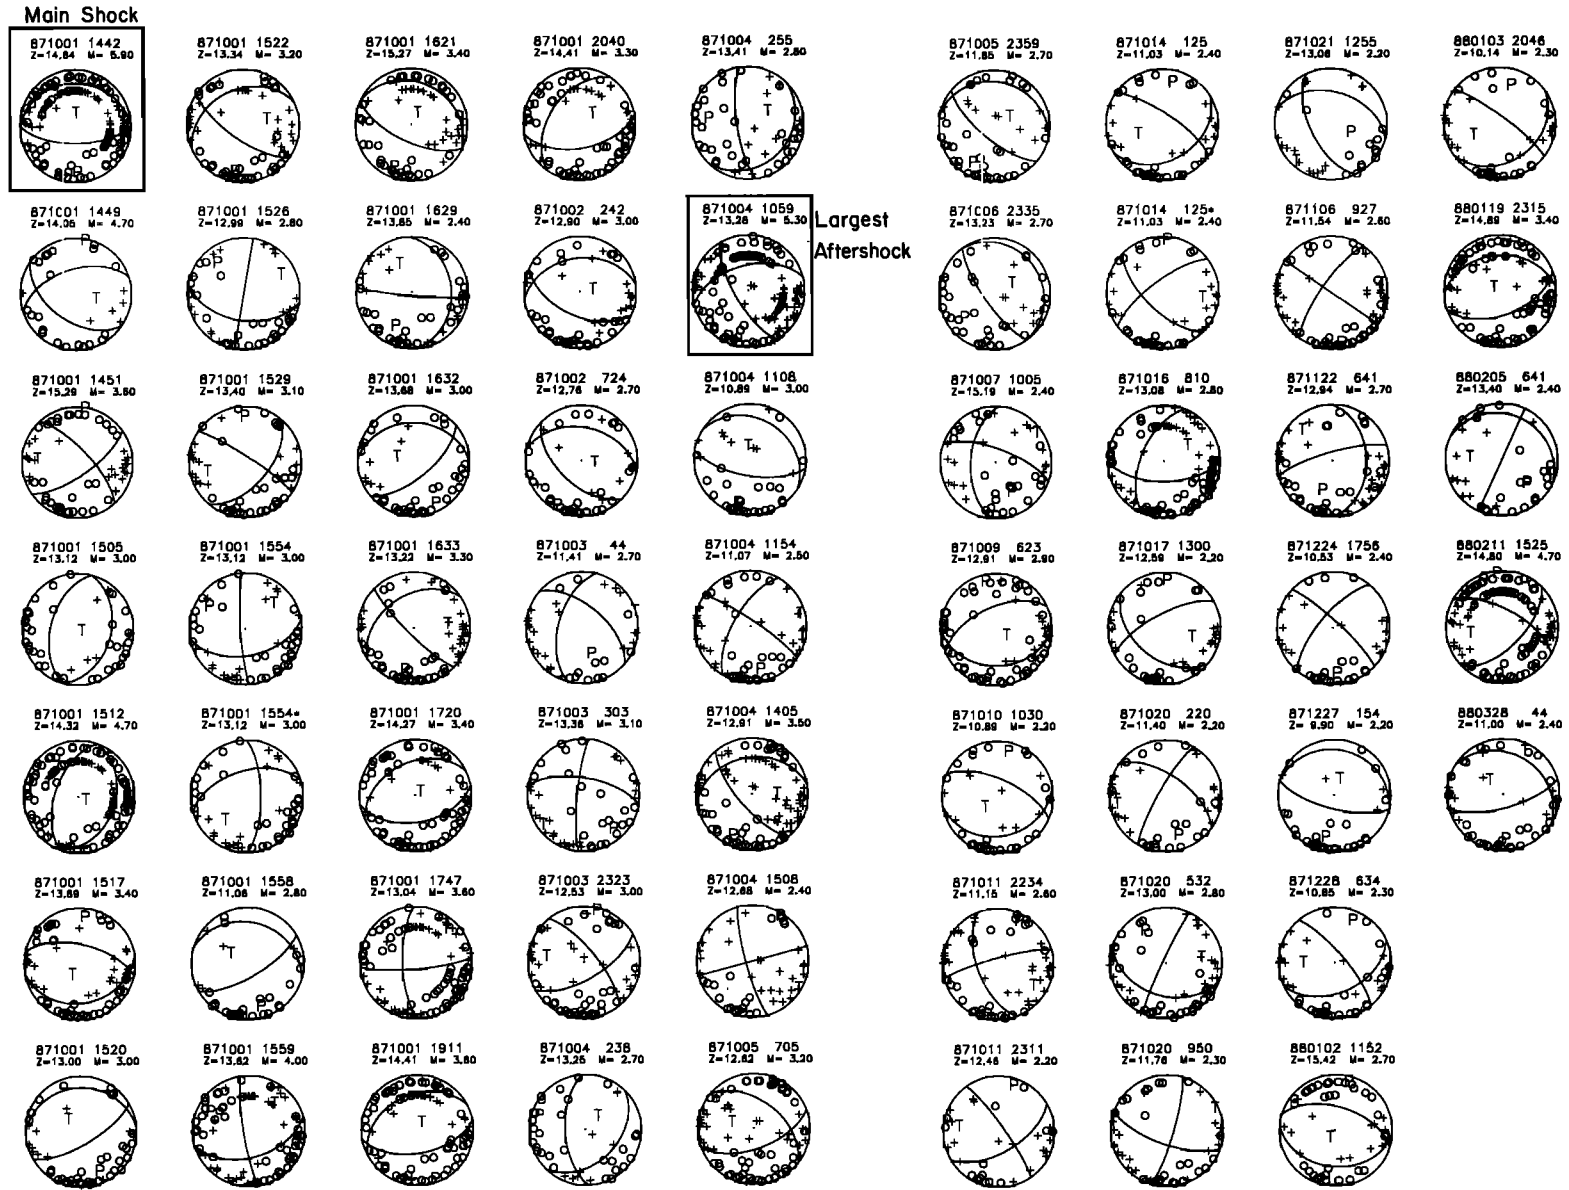 Main Shock
871001 1442
Z=14.64 M= 5.90
871001 1449
Z=14.05 M= 4.70
871001 1451
Z=15.29 M= 3.60
871001 1505
Z=13.12 M= 3.00
871001 1512
Z=14.32 M= 4.70
871001 1517
Z=13.69 M= 3.40
871001 1520
Z=13.00 M= 3.00
871001 1522
Z=13.34 M= 3.20
871001 1526
Z=12.99 M= 2.80
871001 1529
Z=13.40 M= 3.10
871001 1554
Z=13.12 M= 3.00
871001 1554*
Z=13.12 M= 3.00
871001 1558
Z=11.06 M= 2.80
871001 1559
Z=13.62 M= 4.00
871001 1621
Z=15.27 M= 3.40
871001 1629
Z=13.65 M= 2.40
871001 1632
Z=13.68 M= 3.00
871001 1633
Z=13.22 M= 3.30
871001 1720
Z=14.27 M= 3.40
871001 1747
Z=13.04 M= 3.60
871001 1911
Z=14.41 M= 3.80
871001 2040
Z=14.41 M= 3.30
871002 242
Z=12.90 M= 3.00
871002 724
Z=12.76 M= 2.70
871003 44
Z=11.41 M= 2.70
871003 303
Z=13.36 M= 3.10
871003 2323
Z=12.53 M= 3.00
871004 238
Z=13.25 M= 2.70
871004 255
Z=13.41 M= 2.80
871004 1059
Z=13.28 M= 5.30
Largest
Aftershock
871004 1108
Z=10.89 M= 3.00
871004 1154
Z=11.07 M= 2.50
871004 1405
Z=12.91 M= 3.50
871004 1508
Z=12.68 M= 2.40
871005 705
Z=12.62 M= 3.20
871005 2359
Z=11.85 M= 2.70
871006 2335
Z=13.23 M= 2.70
871007 1005
Z=15.19 M= 2.40
871009 623
Z=12.91 M= 2.90
871010 1030
Z=10.89 M= 2.20
871011 2234
Z=11.15 M= 2.60
871011 2311
Z=12.46 M= 2.20
871014 125
Z=11.03 M= 2.40
871014 125*
Z=11.03 M= 2.40
871016 810
Z=13.08 M= 2.80
871017 1300
Z=12.59 M= 2.20
871020 220
Z=11.40 M= 2.20
871020 532
Z=13.00 M= 2.80
871020 950
Z=11.76 M= 2.30
871021 1255
Z=13.06 M= 2.20
871106 927
Z=11.54 M= 2.60
871122 641
Z=12.94 M= 2.70
871224 1756
Z=10.53 M= 2.40
871227 154
Z= 9.90 M= 2.20
871228 634
Z=10.85 M= 2.30
880102 1152
Z=15.42 M= 2.70
880103 2046
Z=10.14 M= 2.30
880119 2315
Z=14.69 M= 3.40
880205 641
Z=13.40 M= 2.40
880211 1525
Z=14.80 M= 4.70
880328 44
Z=11.00 M= 2.40